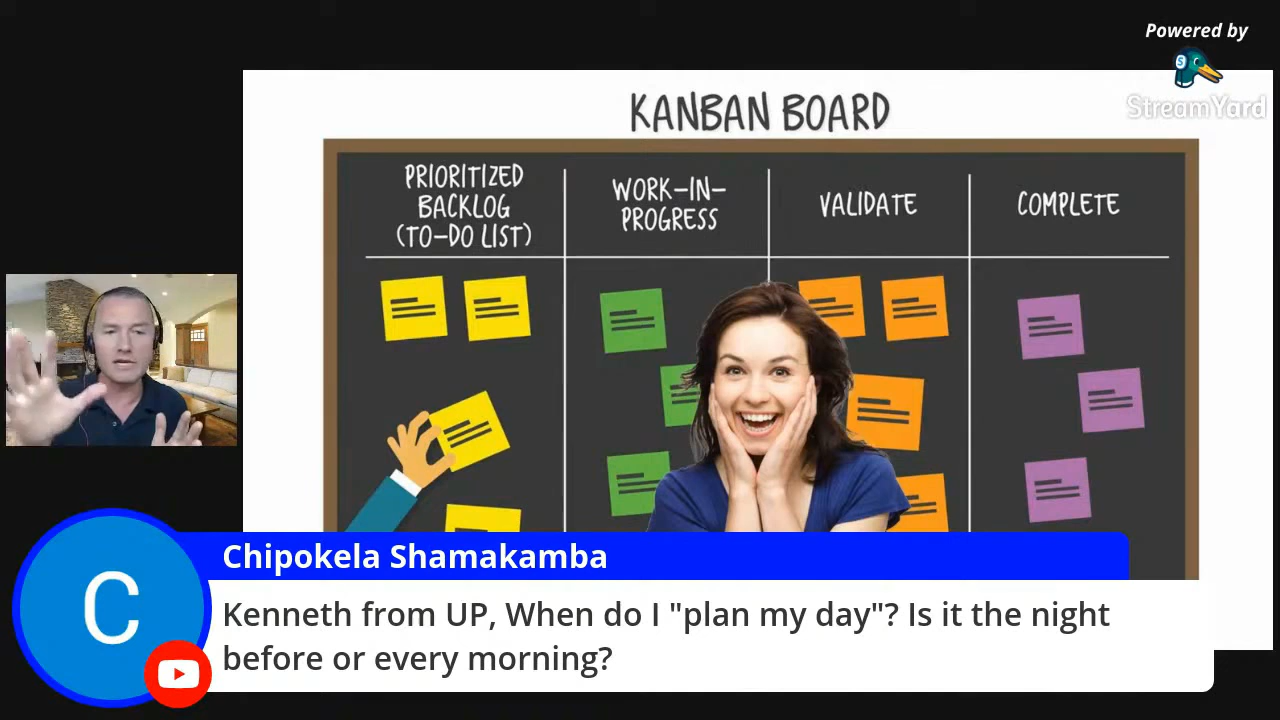 Powered by
StreamYard
KANBAN BOARD
PRIORITIZED
BACKLOG
(TO-DO LIST)
WORK-IN-
PROGRESS
VALIDATE
COMPLETE
C
Chipokela Shamakamba
Kenneth from UP, When do I "plan my day"? Is it the night
before or every morning?